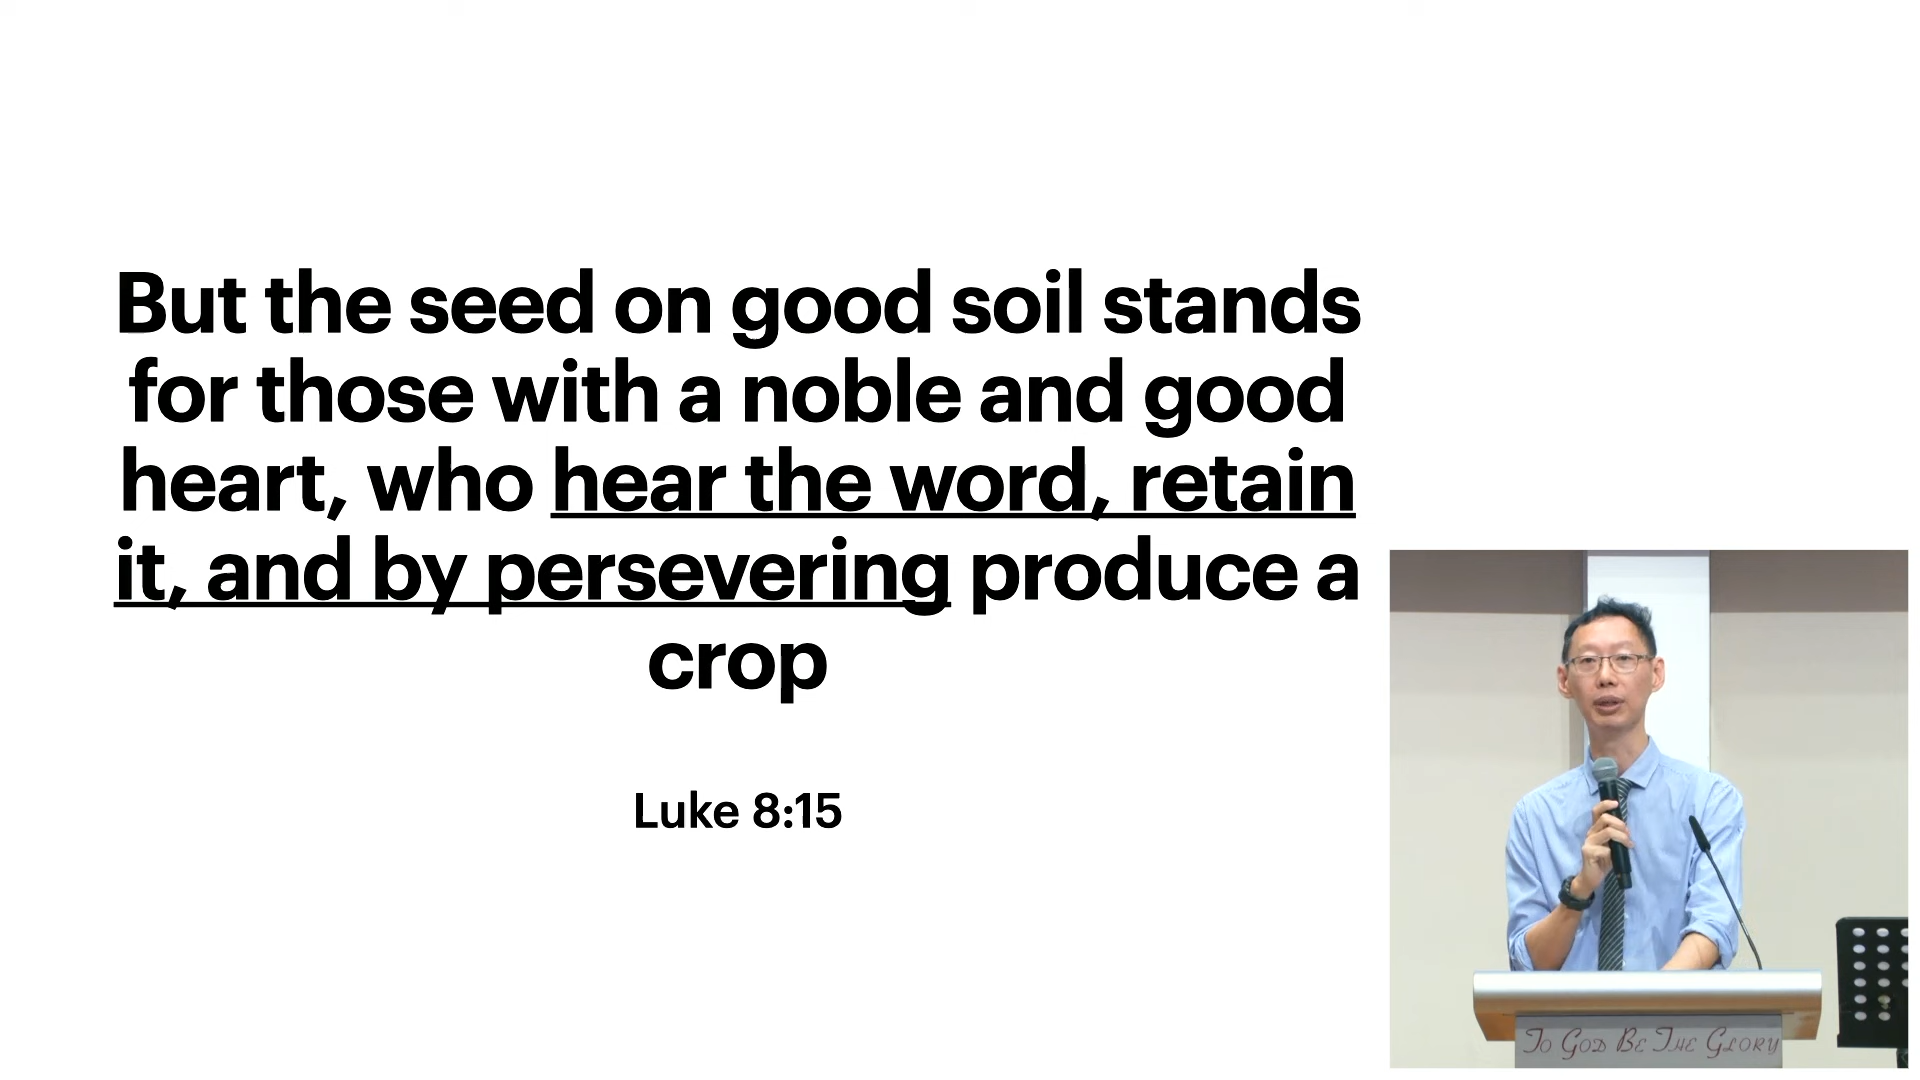 But the seed on good soil stands
for those with a noble and good
heart, who hear the word, retain
it, and by persevering produce a
crop
Luke 8:15
To God Be The Glory